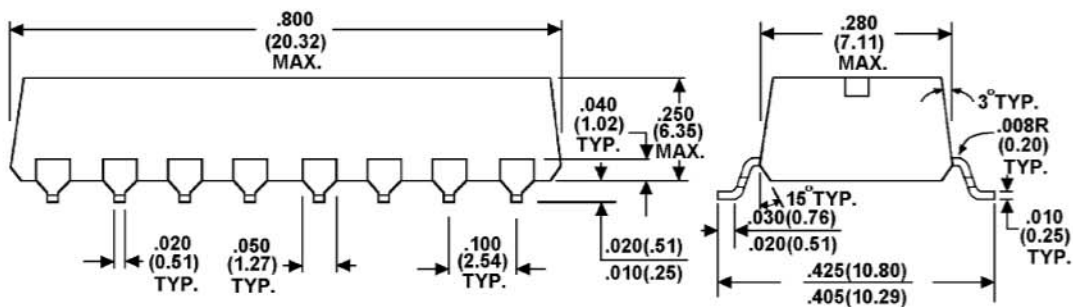 .800
(20.32)
MAX.
.280
(7.11)
MAX.
.040
(1.02)
TYP.
.250
(6.35)
MAX.
3°TYP.
.008R
(0.20)
TYP.
15°TYP.
.020
(0.51)
TYP.
.050
(1.27)
TYP.
.100
(2.54)
TYP.
.020(.51)
.010(.25)
.030(0.76)
.020(0.51)
.010
(0.25)
TYP.
.425(10.80)
.405(10.29)